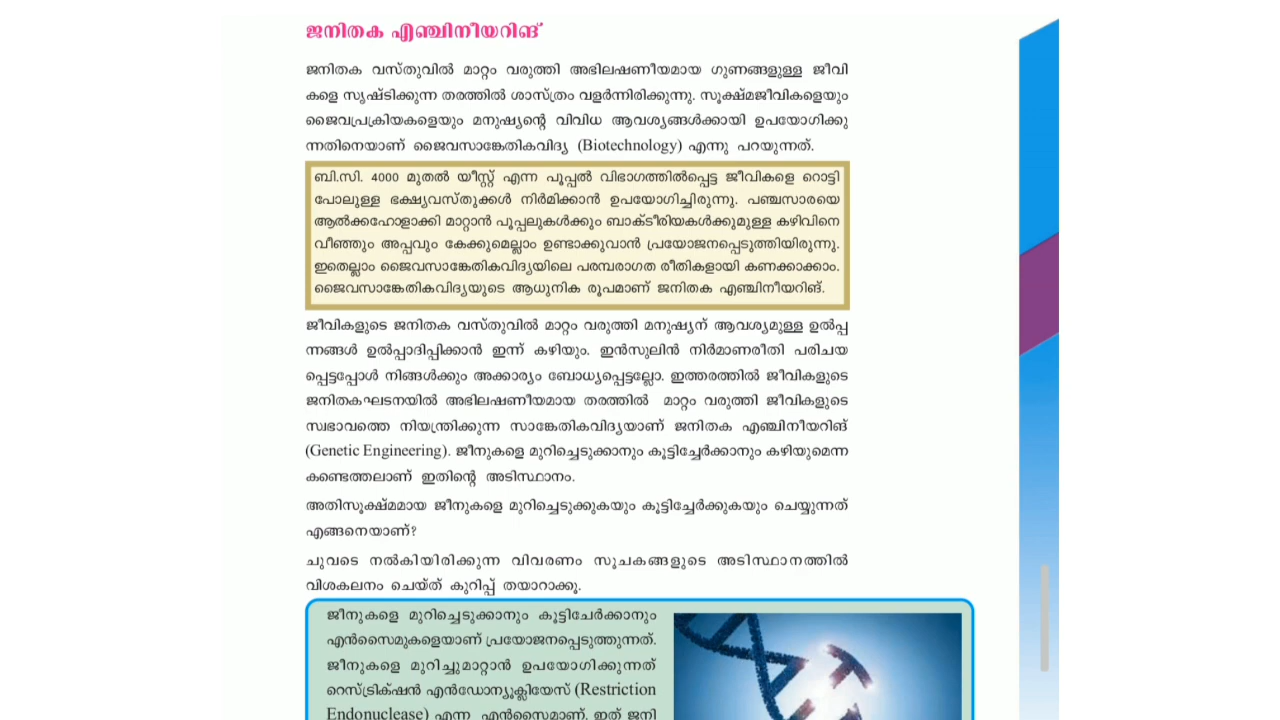 ജനിതക എഞ്ചിനീയറിങ്
ജനിതക വസ്തുവിൽ മാറ്റം വരുത്തി അഭിലഷണീയമായ ഗുണങ്ങളുള്ള ജീവി
കളെ സൃഷ്ടിക്കുന്ന തരത്തിൽ ശാസ്ത്രം വളർന്നിരിക്കുന്നു. സൂക്ഷ്മജീവികളെയും
ജൈവപ്രക്രിയകളെയും മനുഷ്യന്റെ വിവിധ ആവശ്യങ്ങൾക്കായി ഉപയോഗിക്കു
ന്നതിനെയാണ് ജൈവസാങ്കേതികവിദ്യ (Biotechnology) എന്നു പറയുന്നത്.
ബി.സി. 4000 മുതൽ യീസ്റ്റ് എന്ന പൂപ്പൽ വിഭാഗത്തിൽപ്പെട്ട ജീവികളെ റൊട്ടി
പോലുള്ള ഭക്ഷ്യവസ്തുക്കൾ നിർമിക്കാൻ ഉപയോഗിച്ചിരുന്നു. പഞ്ചസാരയെ
ആൽക്കഹോളാക്കി മാറ്റാൻ പൂപ്പലുകൾക്കും ബാക്ടീരിയകൾക്കുമുള്ള കഴിവിനെ
വീഞ്ഞും അപ്പവും കേക്കുമെല്ലാം ഉണ്ടാക്കുവാൻ പ്രയോജനപ്പെടുത്തിയിരുന്നു.
ഇതെല്ലാം ജൈവസാങ്കേതികവിദ്യയിലെ പരമ്പരാഗത രീതികളായി കണക്കാക്കാം.
ജൈവസാങ്കേതികവിദ്യയുടെ ആധുനിക രൂപമാണ് ജനിതക എഞ്ചിനീയറിങ്.
ജീവികളുടെ ജനിതക വസ്തുവിൽ മാറ്റം വരുത്തി മനുഷ്യന് ആവശ്യമുള്ള ഉൽപ്പ
ന്നങ്ങൾ ഉൽപ്പാദിപ്പിക്കാൻ ഇന്ന് കഴിയും. ഇൻസുലിൻ നിർമാണരീതി പരിചയ
പ്പെട്ടപ്പോൾ നിങ്ങൾക്കും അക്കാര്യം ബോധ്യപ്പെട്ടല്ലോ. ഇത്തരത്തിൽ ജീവികളുടെ
ജനിതകഘടനയിൽ അഭിലഷണീയമായ തരത്തിൽ മാറ്റം വരുത്തി ജീവികളുടെ
സ്വഭാവത്തെ നിയന്ത്രിക്കുന്ന സാങ്കേതികവിദ്യയാണ് ജനിതക എഞ്ചിനീയറിങ്
(Genetic Engineering). ജീനുകളെ മുറിച്ചെടുക്കാനും കൂട്ടിച്ചേർക്കാനും കഴിയുമെന്ന
കണ്ടെത്തലാണ് ഇതിന്റെ അടിസ്ഥാനം.
അതിസൂക്ഷ്മമായ ജീനുകളെ മുറിച്ചെടുക്കുകയും കൂട്ടിച്ചേർക്കുകയും ചെയ്യുന്നത്
എങ്ങനെയാണ്?
ചുവടെ നൽകിയിരിക്കുന്ന വിവരണം സൂചകങ്ങളുടെ അടിസ്ഥാനത്തിൽ
വിശകലനം ചെയ്ത് കുറിപ്പ് തയാറാക്കൂ.
ജീനുകളെ മുറിച്ചെടുക്കാനും കൂട്ടിചേർക്കാനും
എൻസൈമുകളെയാണ് പ്രയോജനപ്പെടുത്തുന്നത്.
ജീനുകളെ മുറിച്ചുമാറ്റാൻ ഉപയോഗിക്കുന്നത്
റെസ്ട്രിക്ഷൻ എൻഡോന്യൂക്ലിയേസ് (Restriction
Endonuclease) എന്ന എൻസൈമാണ്. ഇത് ജനി